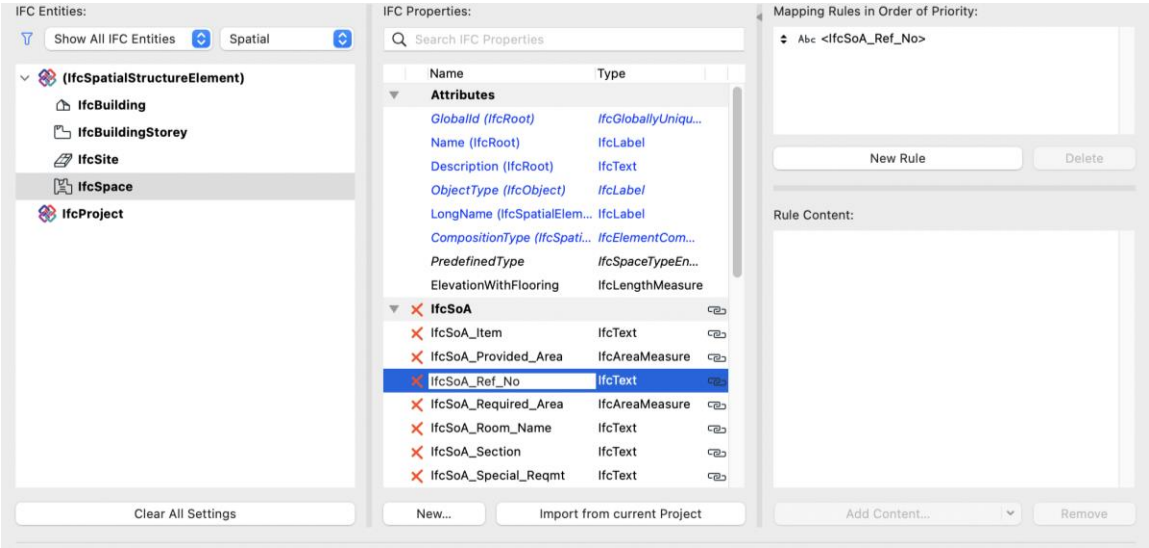 IFC Entities:
Show All IFC Entities
Spatial
(IfcSpatialStructureElement)
IfcBuilding
IfcBuildingStorey
IfcSite
IfcSpace
IfcProject
Clear All Settings
IFC Properties:
Search IFC Properties
Name Type
Attributes
GlobalId (IfcRoot) IfcGloballyUniqu...
Name (IfcRoot) IfcLabel
Description (IfcRoot) IfcText
ObjectType (IfcObject) IfcLabel
LongName (IfcSpatialElem... IfcLabel
CompositionType (IfcSpati... IfcElementCom...
PredefinedType IfcSpaceTypeEn...
ElevationWithFlooring IfcLengthMeasure
IfcSoA
IfcSoA_Item IfcText
IfcSoA_Provided_Area IfcAreaMeasure
IfcSoA_Ref_No IfcText
IfcSoA_Required_Area IfcAreaMeasure
IfcSoA_Room_Name IfcText
IfcSoA_Section IfcText
IfcSoA_Special_Reqmt IfcText
New... Import from current Project
Mapping Rules in Order of Priority:
Abc <IfcSoA_Ref_No>
New Rule Delete
Rule Content:
Add Content... Remove